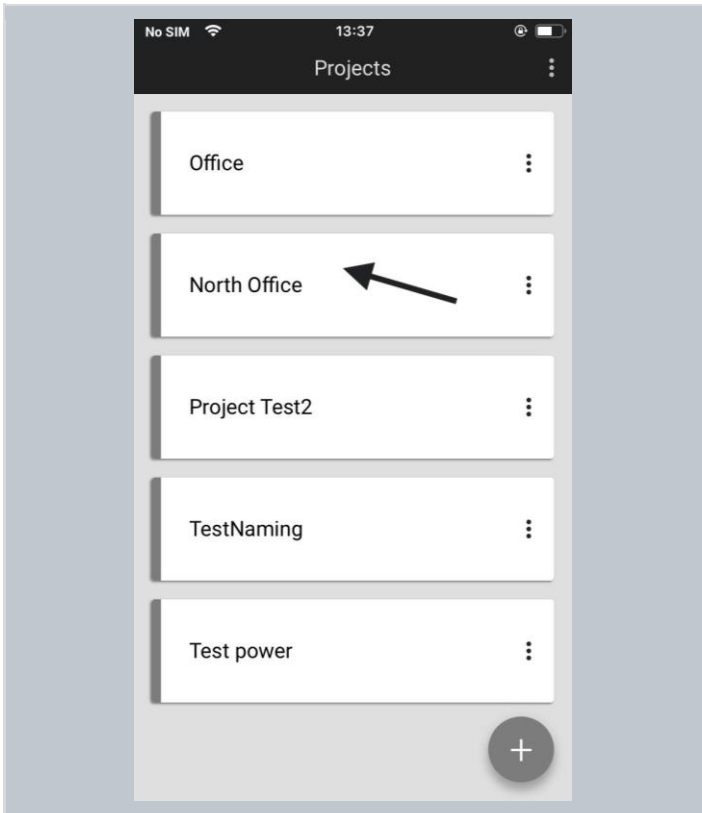 No SIM 13:37
Projects
Office
North Office
Project Test2
TestNaming
Test power